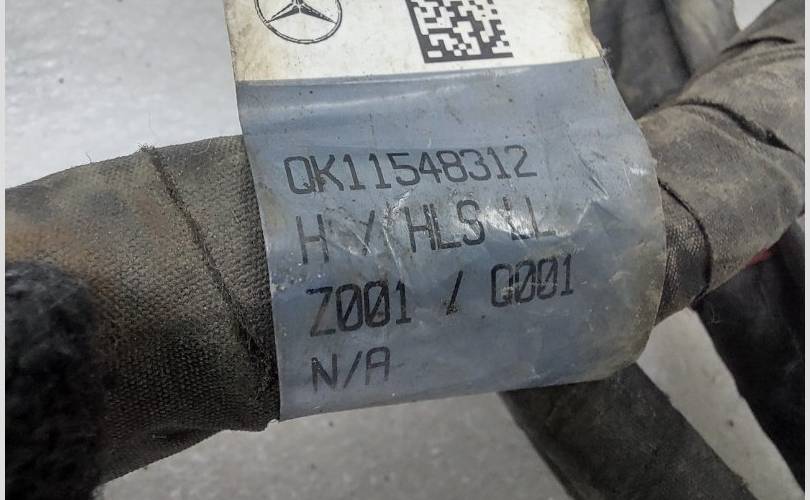 QK11548312
H Y HLS LL
Z001 / Q001
N/A